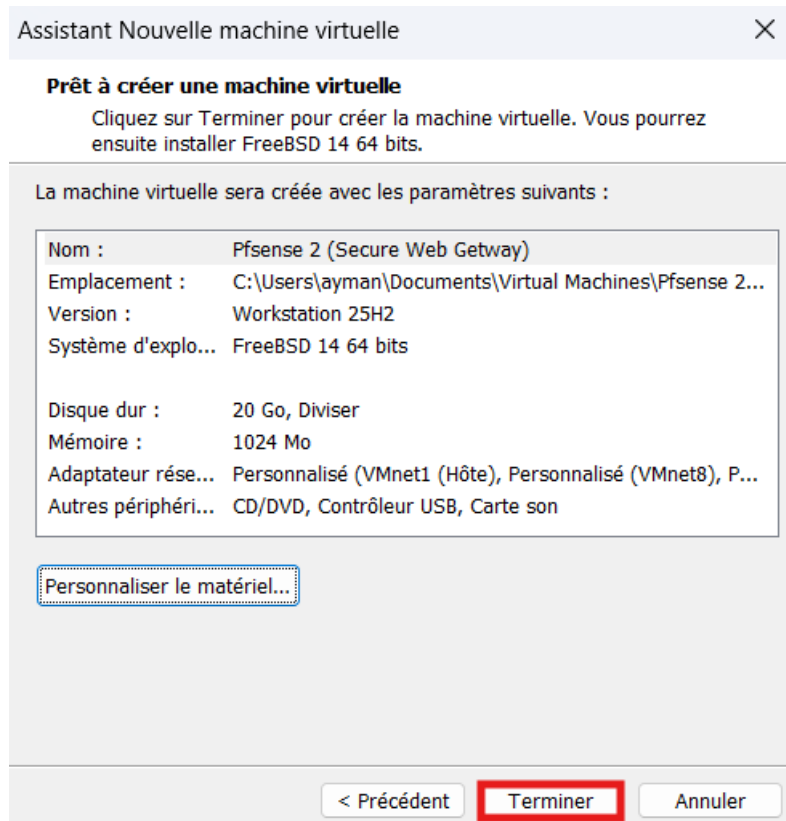 Assistant Nouvelle machine virtuelle
Prêt à créer une machine virtuelle
Cliquez sur Terminer pour créer la machine virtuelle. Vous pourrez
ensuite installer FreeBSD 14 64 bits.
La machine virtuelle sera créée avec les paramètres suivants :
Nom : Pfsense 2 (Secure Web Getway)
Emplacement : C:\Users\ayman\Documents\Virtual Machines\Pfsense 2...
Version : Workstation 25H2
Système d'explo... FreeBSD 14 64 bits
Disque dur : 20 Go, Diviser
Mémoire : 1024 Mo
Adaptateur rése... Personnalisé (VMnet1 (Hôte), Personnalisé (VMnet8), P...
Autres périphéri... CD/DVD, Contrôleur USB, Carte son
Personnaliser le matériel...
< Précédent Terminer Annuler